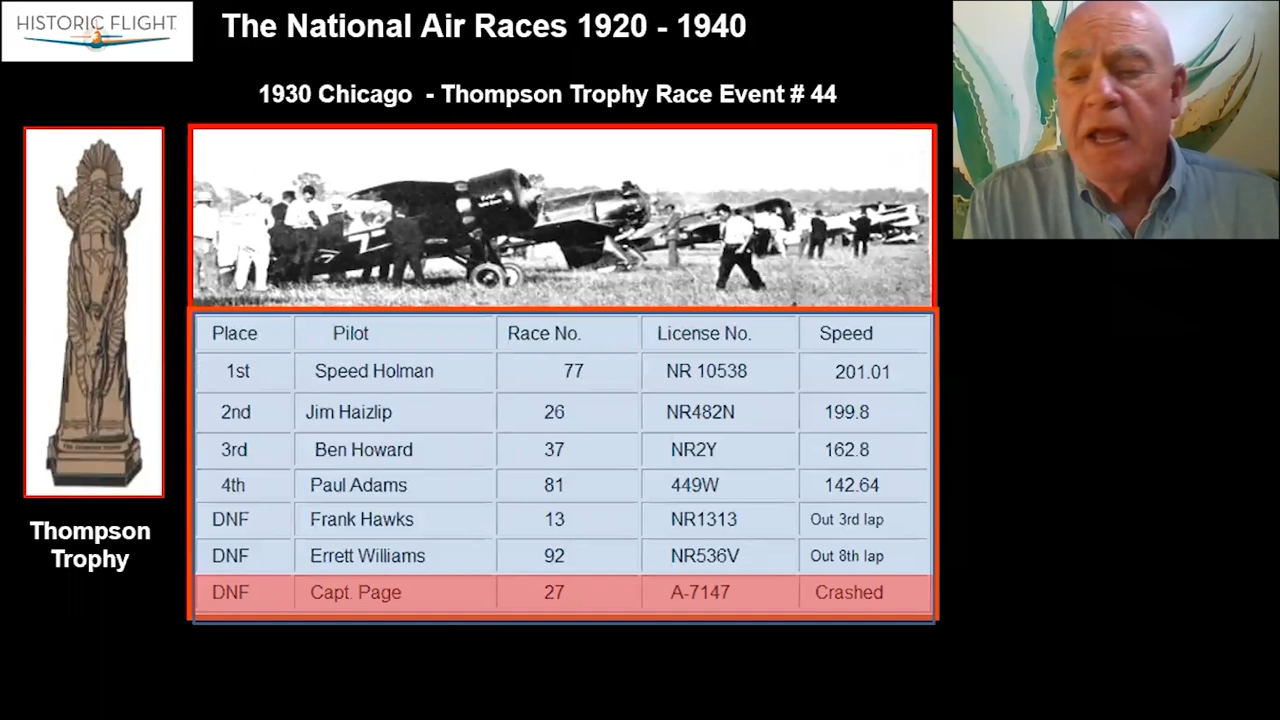 HISTORIC FLIGHT
The National Air Races 1920 - 1940
1930 Chicago - Thompson Trophy Race Event # 44
7
Place Pilot Race No. License No. Speed
1st Speed Holman 77 NR 10538 201.01
2nd Jim Haizlip 26 NR482N 199.8
3rd Ben Howard 37 NR2Y 162.8
4th Paul Adams 81 449W 142.64
DNF Frank Hawks 13 NR1313 Out 3rd lap
DNF Errett Williams 92 NR536V Out 8th lap
DNF Capt. Page 27 A-7147 Crashed
Thompson
Trophy